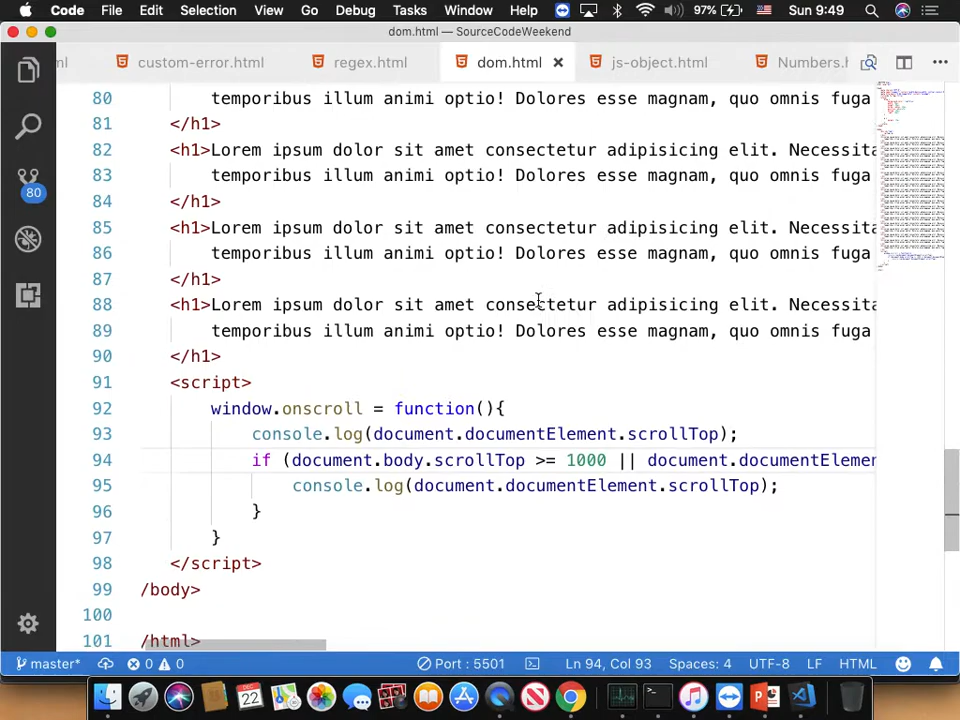 Code File Edit Selection View Go Debug Tasks Window Help 97% Sun 9:49
dom.html — SourceCodeWeekend
ml custom-error.html regex.html dom.html js-object.html Numbers.h
80 temporibus illum animi optio! Dolores esse magnam, quo omnis fuga
81 </h1>
82 <h1>Lorem ipsum dolor sit amet consectetur adipisicing elit. Necessita
83 temporibus illum animi optio! Dolores esse magnam, quo omnis fuga
84 </h1>
85 <h1>Lorem ipsum dolor sit amet consectetur adipisicing elit. Necessita
86 temporibus illum animi optio! Dolores esse magnam, quo omnis fuga
87 </h1>
88 <h1>Lorem ipsum dolor sit amet consectetur adipisicing elit. Necessita
89 temporibus illum animi optio! Dolores esse magnam, quo omnis fuga
90 </h1>
91 <script>
92 window.onscroll = function(){
93 console.log(document.documentElement.scrollTop);
94 if (document.body.scrollTop >= 1000 || document.documentElemen
95 console.log(document.documentElement.scrollTop);
96 }
97 }
98 </script>
99 /body>
100
101 /html>
80
master* 0 0 Port : 5501 Ln 94, Col 93 Spaces: 4 UTF-8 LF HTML
DEC 22